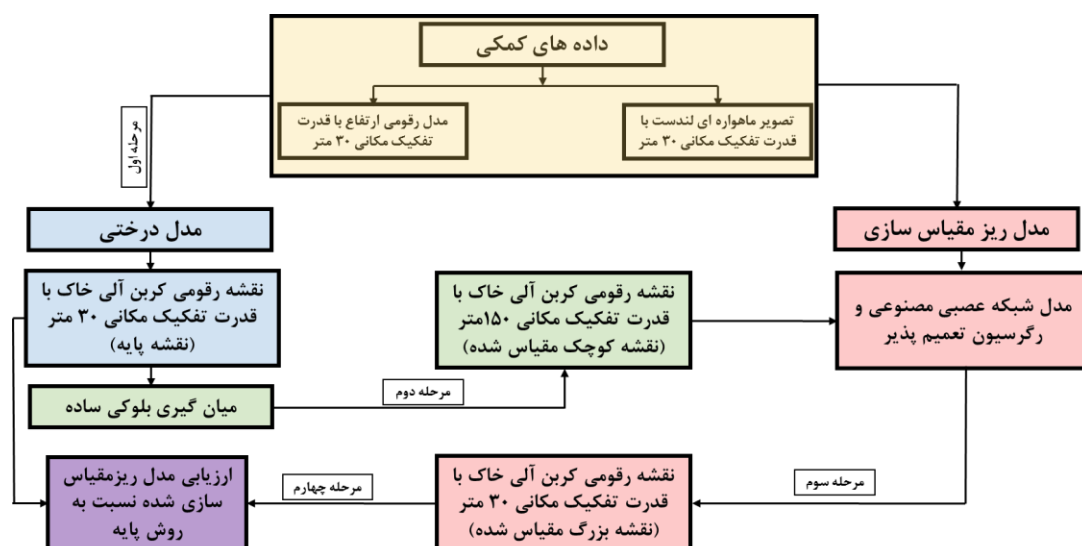 داده های کمکی
تصویر ماهواره ای لندست با
قدرت تفکیک مکانی ۳۰ متر
مدل رقومی ارتفاع با قدرت
تفکیک مکانی ۳۰ متر
مرحله اول
مدل ریز مقیاس سازی
مدل درختی
مدل شبکه عصبی مصنوعی و
رگرسیون تعمیم پذیر
نقشه رقومی کربن آلی خاک با
قدرت تفکیک مکانی ۱۵۰متر
(نقشه کوچک مقیاس شده)
نقشه رقومی کربن آلی خاک با
قدرت تفکیک مکانی ۳۰ متر
(نقشه پایه)
مرحله دوم
میان گیری بلوکی ساده
مرحله سوم
نقشه رقومی کربن آلی خاک با
قدرت تفکیک مکانی ۳۰ متر
(نقشه بزرگ مقیاس شده)
مرحله چهارم
ارزیابی مدل ریزمقیاس
سازی شده نسبت به
روش پایه